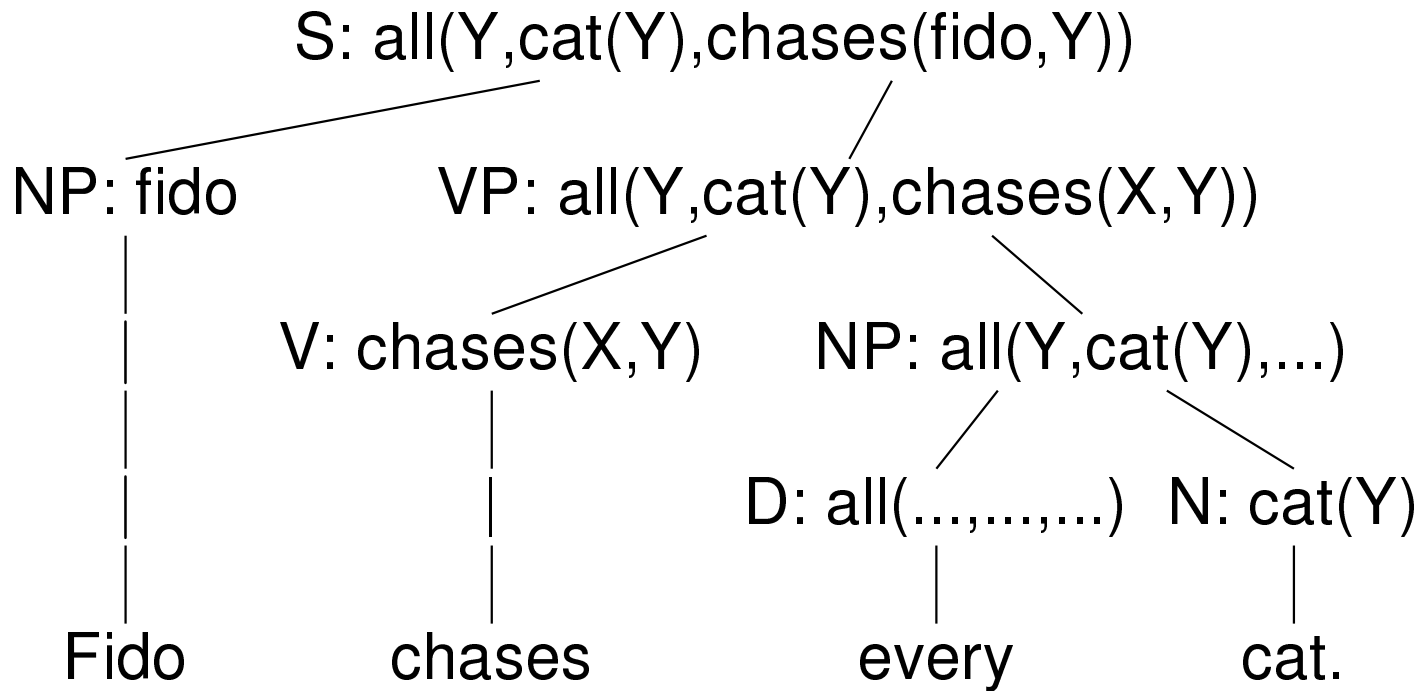 S: all(Y,cat(Y),chases(fido,Y))
NP: fido VP: all(Y,cat(Y),chases(X,Y))
V: chases(X,Y) NP: all(Y,cat(Y),...)
D: all(...,...,...) N: cat(Y)
Fido chases every cat.